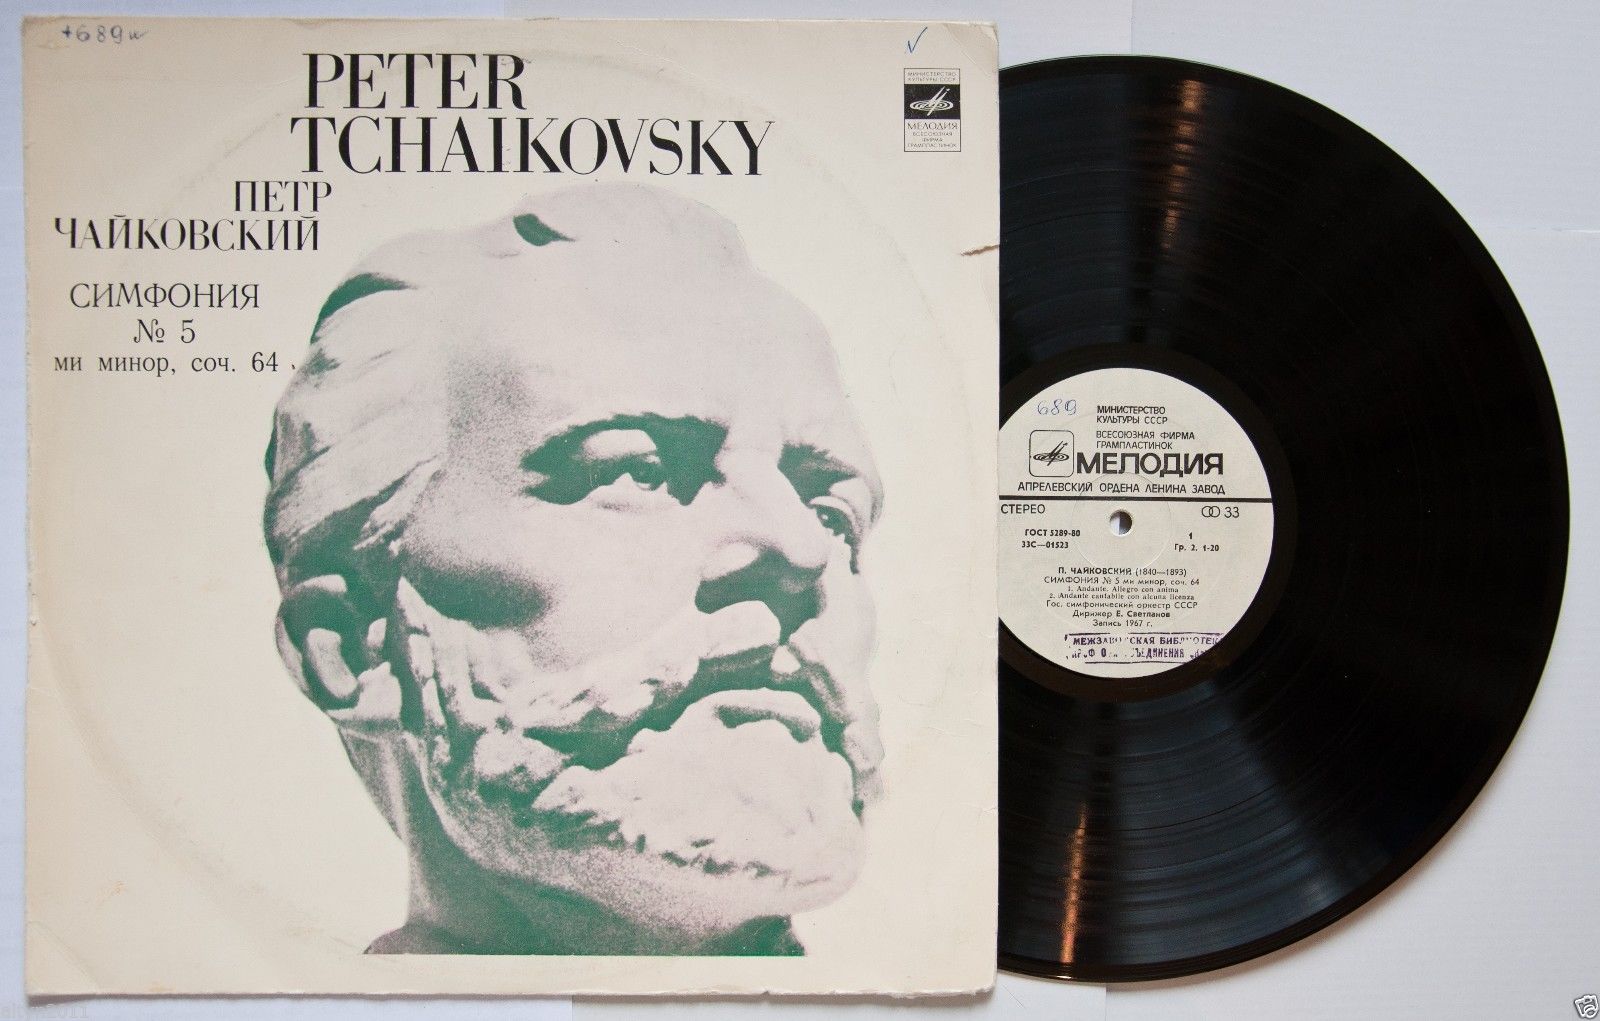 +689и
PETER
TCHAIKOVSKY
ПЕТР
ЧАЙКОВСКИЙ
СИМФОНИЯ
№ 5
ми минор, соч. 64
МИНИСТЕРСТВО
КУЛЬТУРЫ СССР
МЕЛОДИЯ
ВСЕСОЮЗНАЯ
ФИРМА
ГРАМПЛАСТИНОК
689
МИНИСТЕРСТВО
КУЛЬТУРЫ СССР
ВСЕСОЮЗНАЯ ФИРМА
ГРАМПЛАСТИНОК
МЕЛОДИЯ
АПРЕЛЕВСКИЙ ОРДЕНА ЛЕНИНА ЗАВОД
СТЕРЕО 33
ГОСТ 5289-80 1
33С—01523 Гр. 2. 1-20
П. ЧАЙКОВСКИЙ (1840—1893)
СИМФОНИЯ № 5 ми минор, соч. 64
1. Andante. Allegro con anima
2. Andante cantabile con alcuna licenza
Гос. симфонический оркестр СССР
Дирижер Е. Светланов
Запись 1967 г.